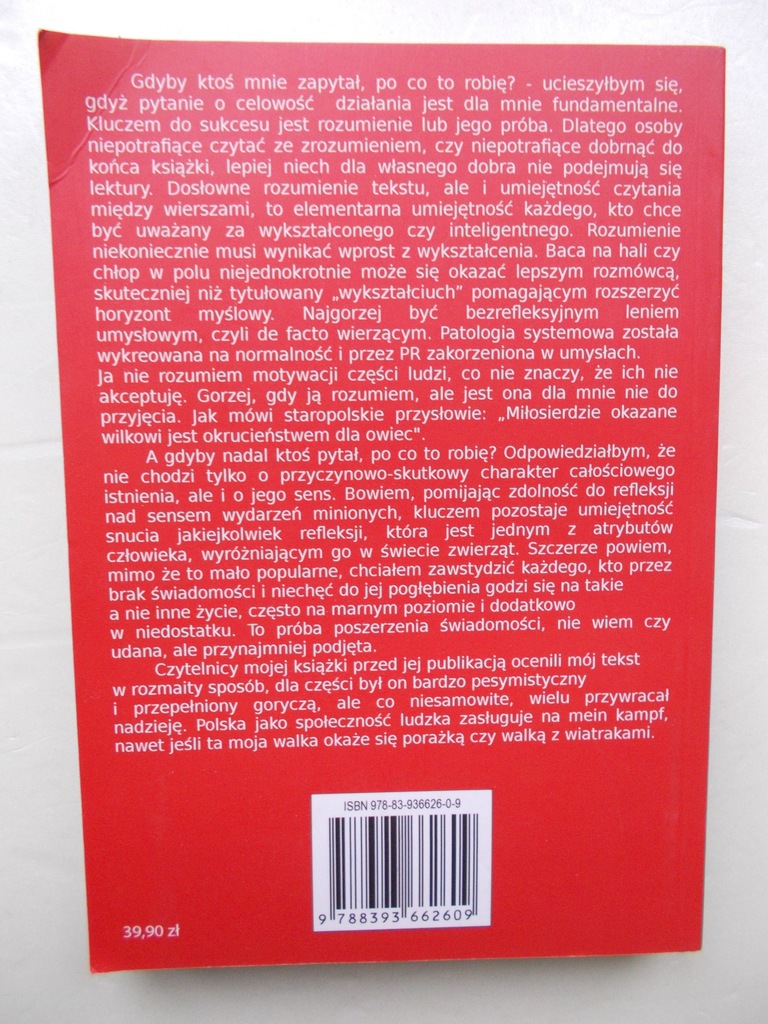 Gdyby ktoś mnie zapytał, po co to robię? - ucieszyłbym się,
gdyż pytanie o celowość działania jest dla mnie fundamentalne.
Kluczem do sukcesu jest rozumienie lub jego próba. Dlatego osoby
niepotrafiące czytać ze zrozumieniem, czy niepotrafiące dobrnąć do
końca książki, lepiej niech dla własnego dobra nie podejmują się
lektury. Dosłowne rozumienie tekstu, ale i umiejętność czytania
między wierszami, to elementarna umiejętność każdego, kto chce
być uważany za wykształconego czy inteligentnego. Rozumienie
niekoniecznie musi wynikać wprost z wykształcenia. Baca na hali czy
chłop w polu niejednokrotnie może się okazać lepszym rozmówcą,
skuteczniej niż tytułowany „wykształciuch” pomagającym rozszerzyć
horyzont myślowy. Najgorzej być bezrefleksyjnym leniem
umysłowym, czyli de facto wierzącym. Patologia systemowa została
wykreowana na normalność i przez PR zakorzeniona w umysłach.
Ja nie rozumiem motywacji części ludzi, co nie znaczy, że ich nie
akceptuję. Gorzej, gdy ją rozumiem, ale jest ona dla mnie nie do
przyjęcia. Jak mówi staropolskie przysłowie: „Miłosierdzie okazane
wilkowi jest okrucieństwem dla owiec".
A gdyby nadal ktoś pytał, po co to robię? Odpowiedziałbym, że
nie chodzi tylko o przyczynowo-skutkowy charakter całościowego
istnienia, ale i o jego sens. Bowiem, pomijając zdolność do refleksji
nad sensem wydarzeń minionych, kluczem pozostaje umiejętność
snucia jakiejkolwiek refleksji, która jest jednym z atrybutów
człowieka, wyróżniającym go w świecie zwierząt. Szczerze powiem,
mimo że to mało popularne, chciałem zawstydzić każdego, kto przez
brak świadomości i niechęć do jej pogłębienia godzi się na takie
a nie inne życie, często na marnym poziomie i dodatkowo
w niedostatku. To próba poszerzenia świadomości, nie wiem czy
udana, ale przynajmniej podjęta.
Czytelnicy mojej książki przed jej publikacją ocenili mój tekst
w rozmaity sposób, dla części był on bardzo pesymistyczny
i przepełniony goryczą, ale co niesamowite, wielu przywracał
nadzieję. Polska jako społeczność ludzka zasługuje na mein kampf,
nawet jeśli ta moja walka okaże się porażką czy walką z wiatrakami.
ISBN 978-83-936626-0-9
9 788393 662609
39,90 zł